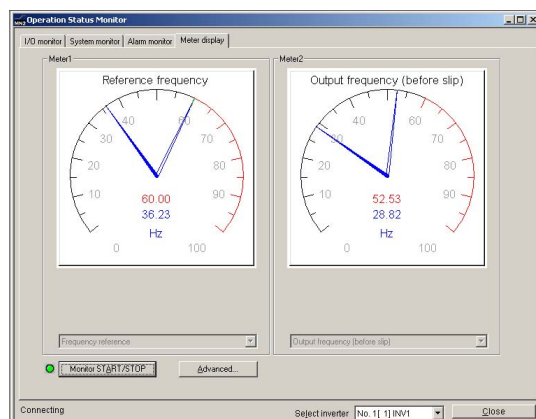 Operation Status Monitor
I/O monitor
System monitor
Alarm monitor
Meter display
Meter1
Reference frequency
0
10
20
30
40
60
70
80
90
100
60.00
36.23
Hz
Frequency reference
Meter2
Output frequency (before slip)
0
10
20
30
40
60
70
80
90
100
52.53
28.82
Hz
Output frequency (before slip)
Monitor START/STOP
Advanced...
Connecting
Select inverter
No. 1[ 1] INV1
Close